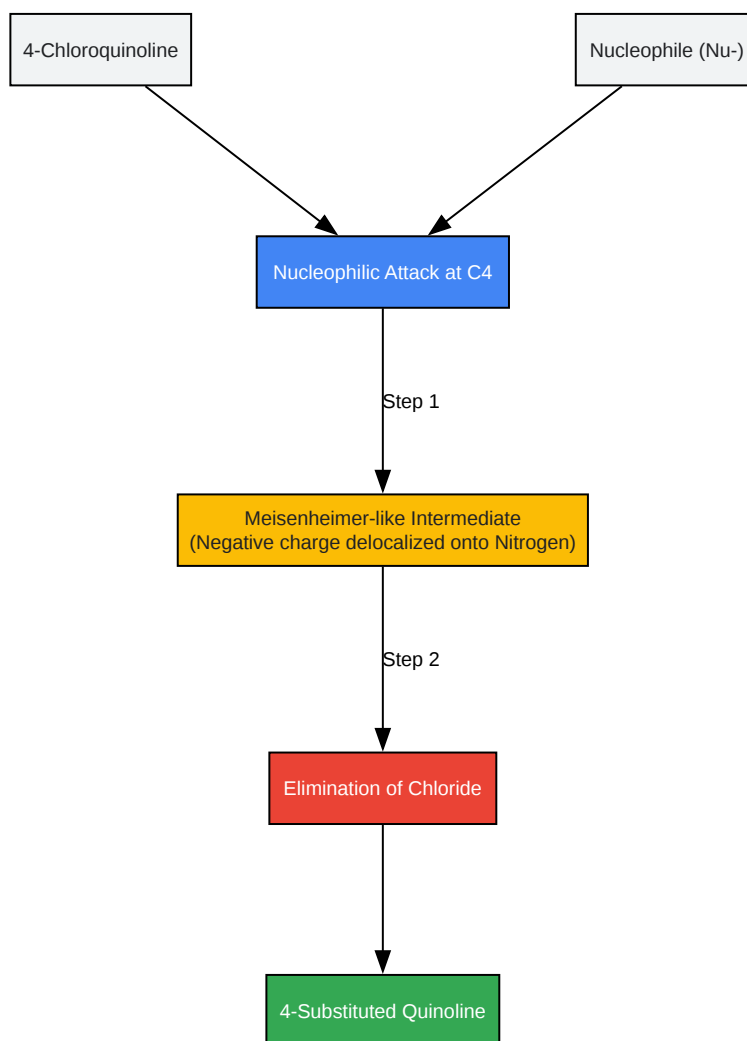 4-Chloroquinoline
Nucleophile (Nu-)
Nucleophilic Attack at C4
Step 1
Meisenheimer-like Intermediate
(Negative charge delocalized onto Nitrogen)
Step 2
Elimination of Chloride
4-Substituted Quinoline